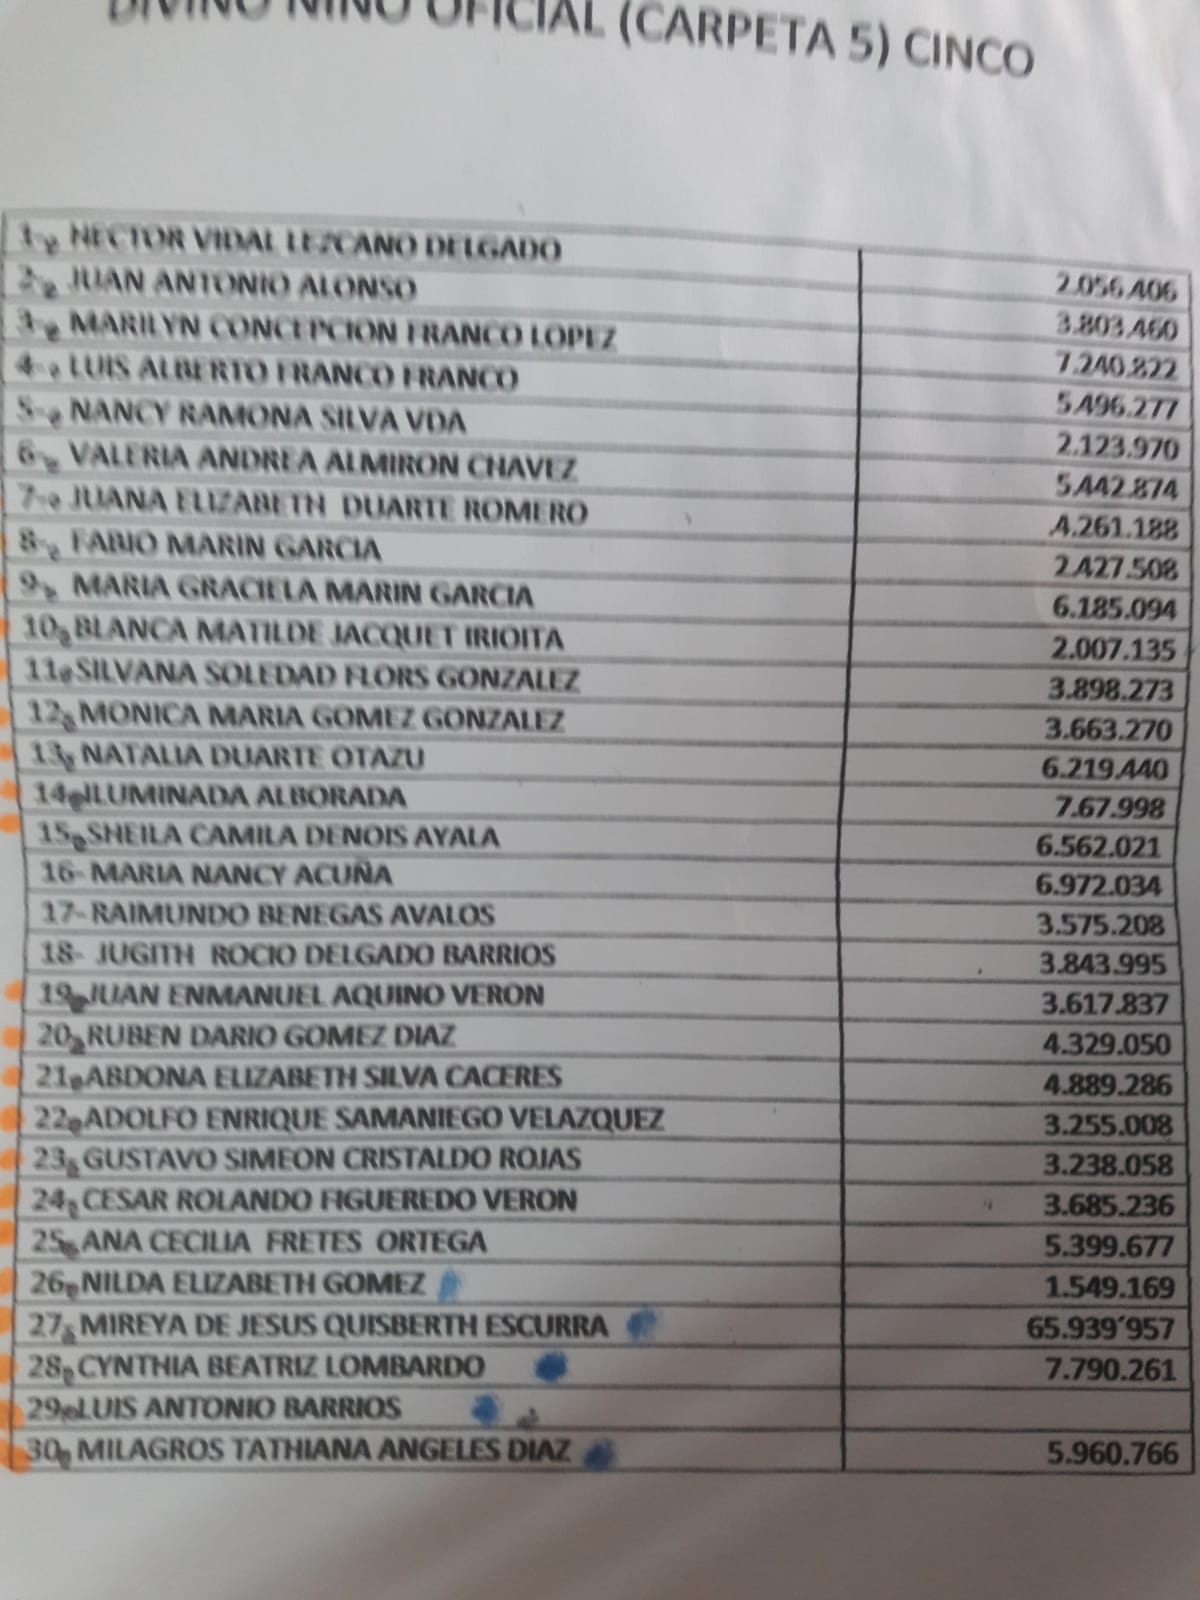 DIVINO NIÑO OFICIAL (CARPETA 5) CINCO
1- HECTOR VIDAL LEZCANO DELGADO 2.056.406
2- JUAN ANTONIO ALONSO 3.803.460
3- MARILYN CONCEPCION FRANCO LOPEZ 7.240.822
4- LUIS ALBERTO FRANCO FRANCO 5.496.277
5- NANCY RAMONA SILVA VDA 2.123.970
6- VALERIA ANDREA ALMIRON CHAVEZ 5.442.874
7- JUANA ELIZABETH DUARTE ROMERO 4.261.188
8- FABIO MARIN GARCIA 2.427.508
9- MARIA GRACIELA MARIN GARCIA 6.185.094
10- BLANCA MATILDE JACQUET IRIOITA 2.007.135
11- SILVANA SOLEDAD FLORS GONZALEZ 3.898.273
12- MONICA MARIA GOMEZ GONZALEZ 3.663.270
13- NATALIA DUARTE OTAZU 6.219.440
14- ILUMINADA ALBORADA 7.67.998
15- SHEILA CAMILA DENOIS AYALA 6.562.021
16- MARIA NANCY ACUÑA 6.972.034
17- RAIMUNDO BENEGAS AVALOS 3.575.208
18- JUGITH ROCIO DELGADO BARRIOS 3.843.995
19- JUAN ENMANUEL AQUINO VERON 3.617.837
20- RUBEN DARIO GOMEZ DIAZ 4.329.050
21- ABDONA ELIZABETH SILVA CACERES 4.889.286
22- ADOLFO ENRIQUE SAMANIEGO VELAZQUEZ 3.255.008
23- GUSTAVO SIMEON CRISTALDO ROJAS 3.238.058
24- CESAR ROLANDO FIGUEREDO VERON 3.685.236
25- ANA CECILIA FRETES ORTEGA 5.399.677
26- NILDA ELIZABETH GOMEZ 1.549.169
27- MIREYA DE JESUS QUISBERTH ESCURRA 65.939´957
28- CYNTHIA BEATRIZ LOMBARDO 7.790.261
29- LUIS ANTONIO BARRIOS
30- MILAGROS TATHIANA ANGELES DIAZ 5.960.766